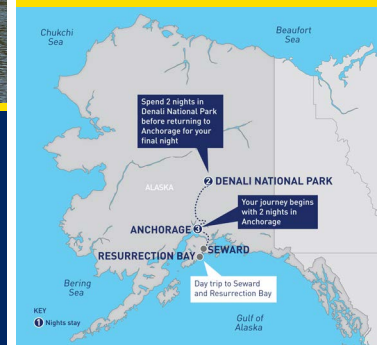 Chukchi
Sea
Beaufort
Sea
Spend 2 nights in
Denali National Park
before returning to
Anchorage for your
final night
ALASKA
2 DENALI NATIONAL PARK
Your journey begins
with 2 nights in
Anchorage
ANCHORAGE 3
SEWARD
RESURRECTION BAY
Day trip to Seward
and Resurrection Bay
Bering
Sea
Gulf of
Alaska
KEY
1 Nights stay